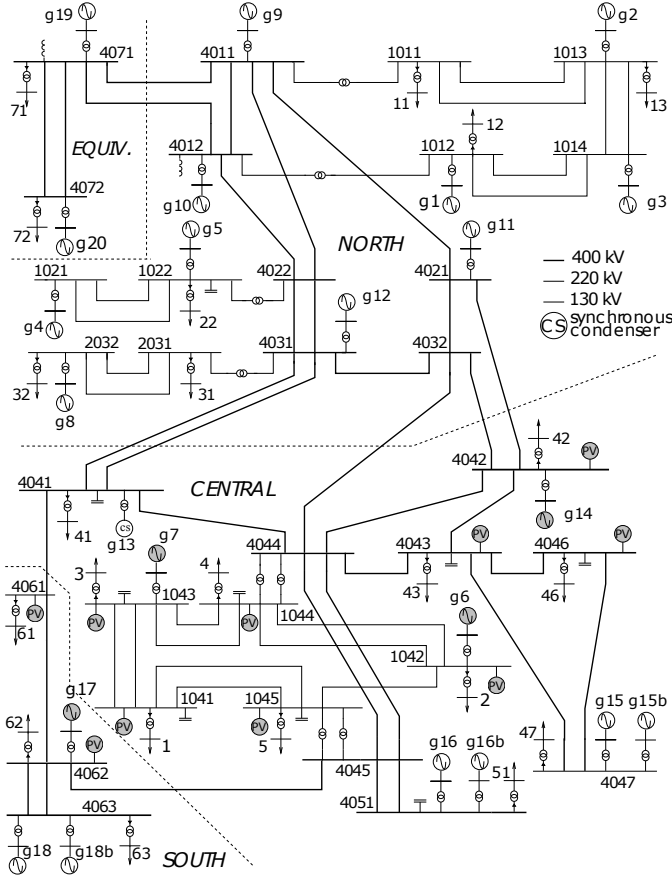 g19
g9
g2
4071
4011
1011
1013
71
11
12
13
EQUIV.
4012
1012
1014
4072
g10
g1
g3
72
g20
g5
NORTH
g11
1021
1022
4022
4021
400 kV
220 kV
130 kV
g12
CS synchronous
condenser
g4
22
2032
2031
4031
4032
32
g8
31
42
4042
PV
4041
CENTRAL
41
CS
g13
g7
g14
4044
4043
PV
4046
PV
3
4
4061
PV
61
PV
1043
PV
1044
43
g6
46
1042
PV
2
g17
1041
1045
62
PV
PV
1
PV
5
g15
g15b
47
4062
4045
g16
g16b
51
4047
4051
4063
g18
g18b
63
SOUTH